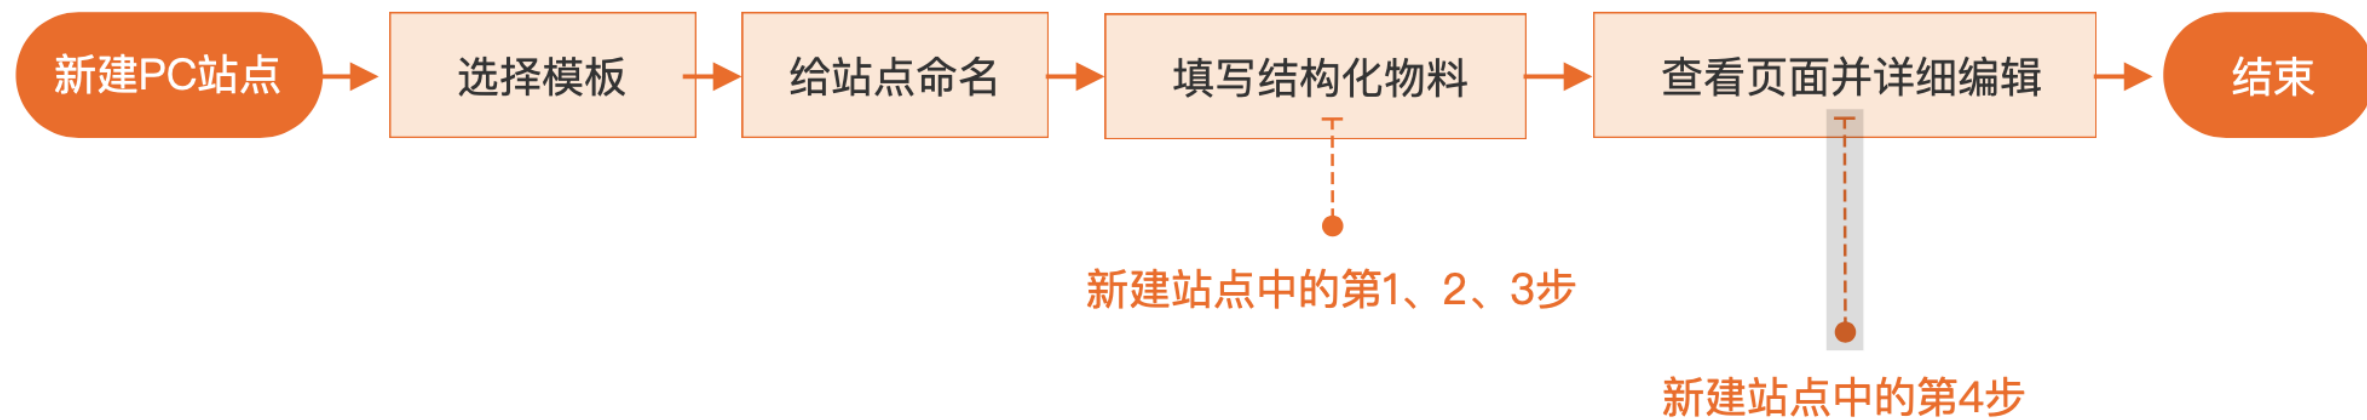 新建PC站点
选择模板
给站点命名
填写结构化物料
查看页面并详细编辑
结束
新建站点中的第1、2、3步
新建站点中的第4步